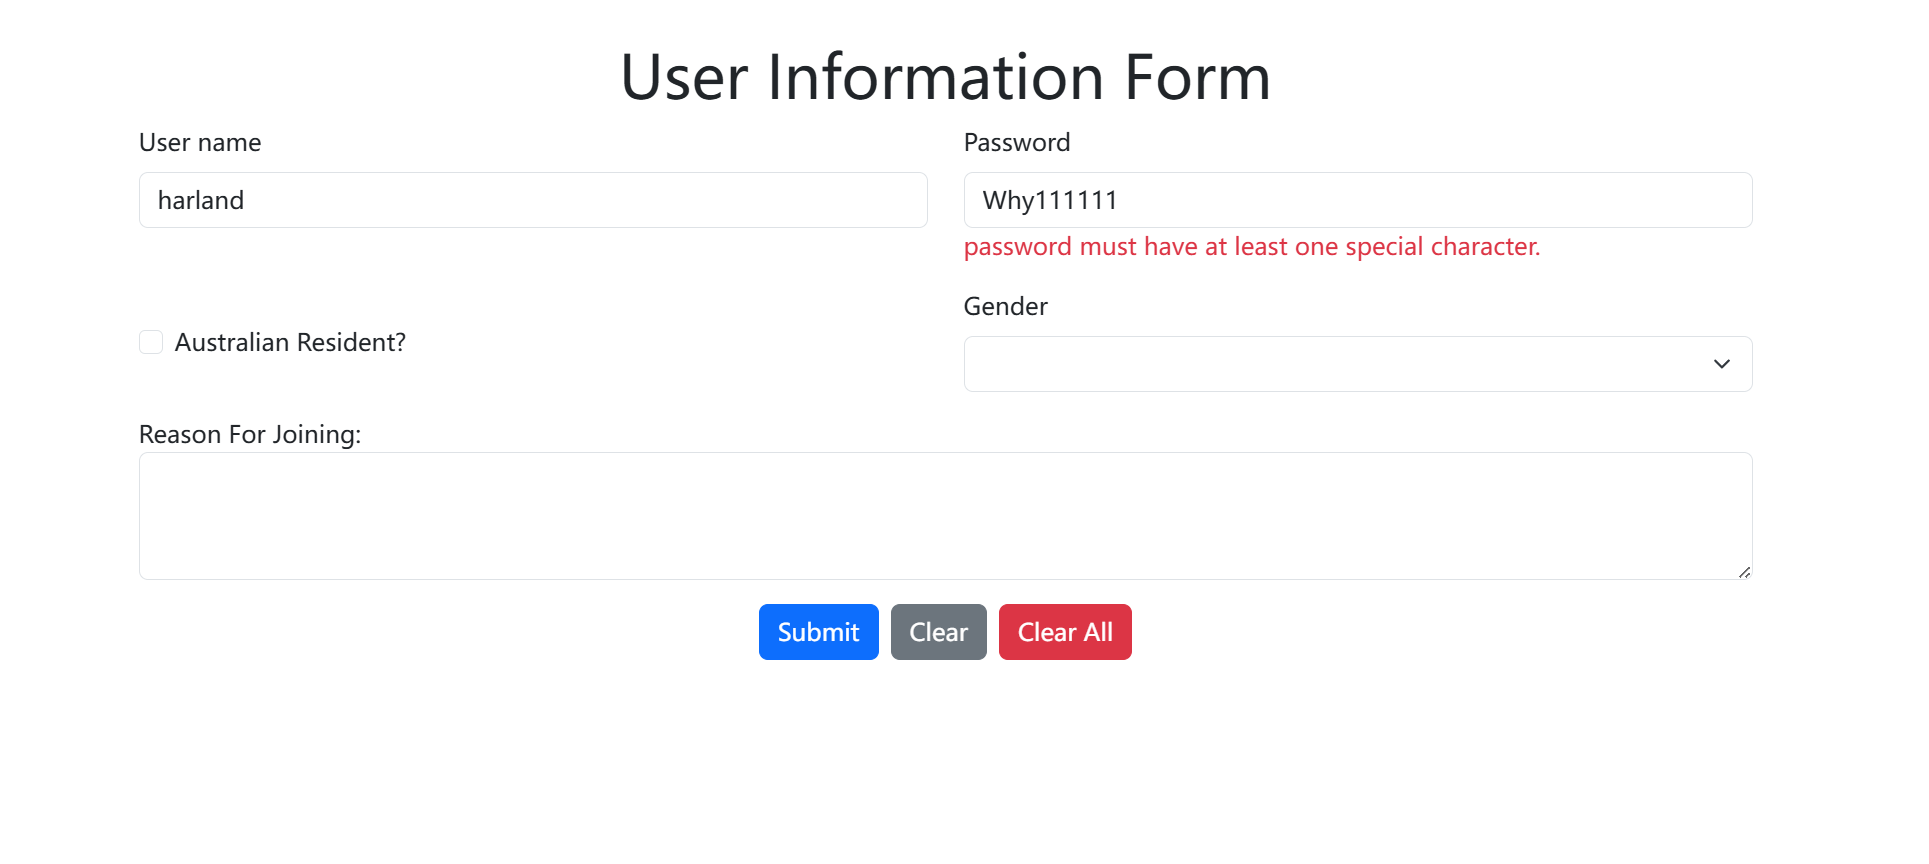 User Information Form
User name
Password
harland
Why111111
password must have at least one special character.
Australian Resident?
Gender
Reason For Joining:
Submit
Clear
Clear All